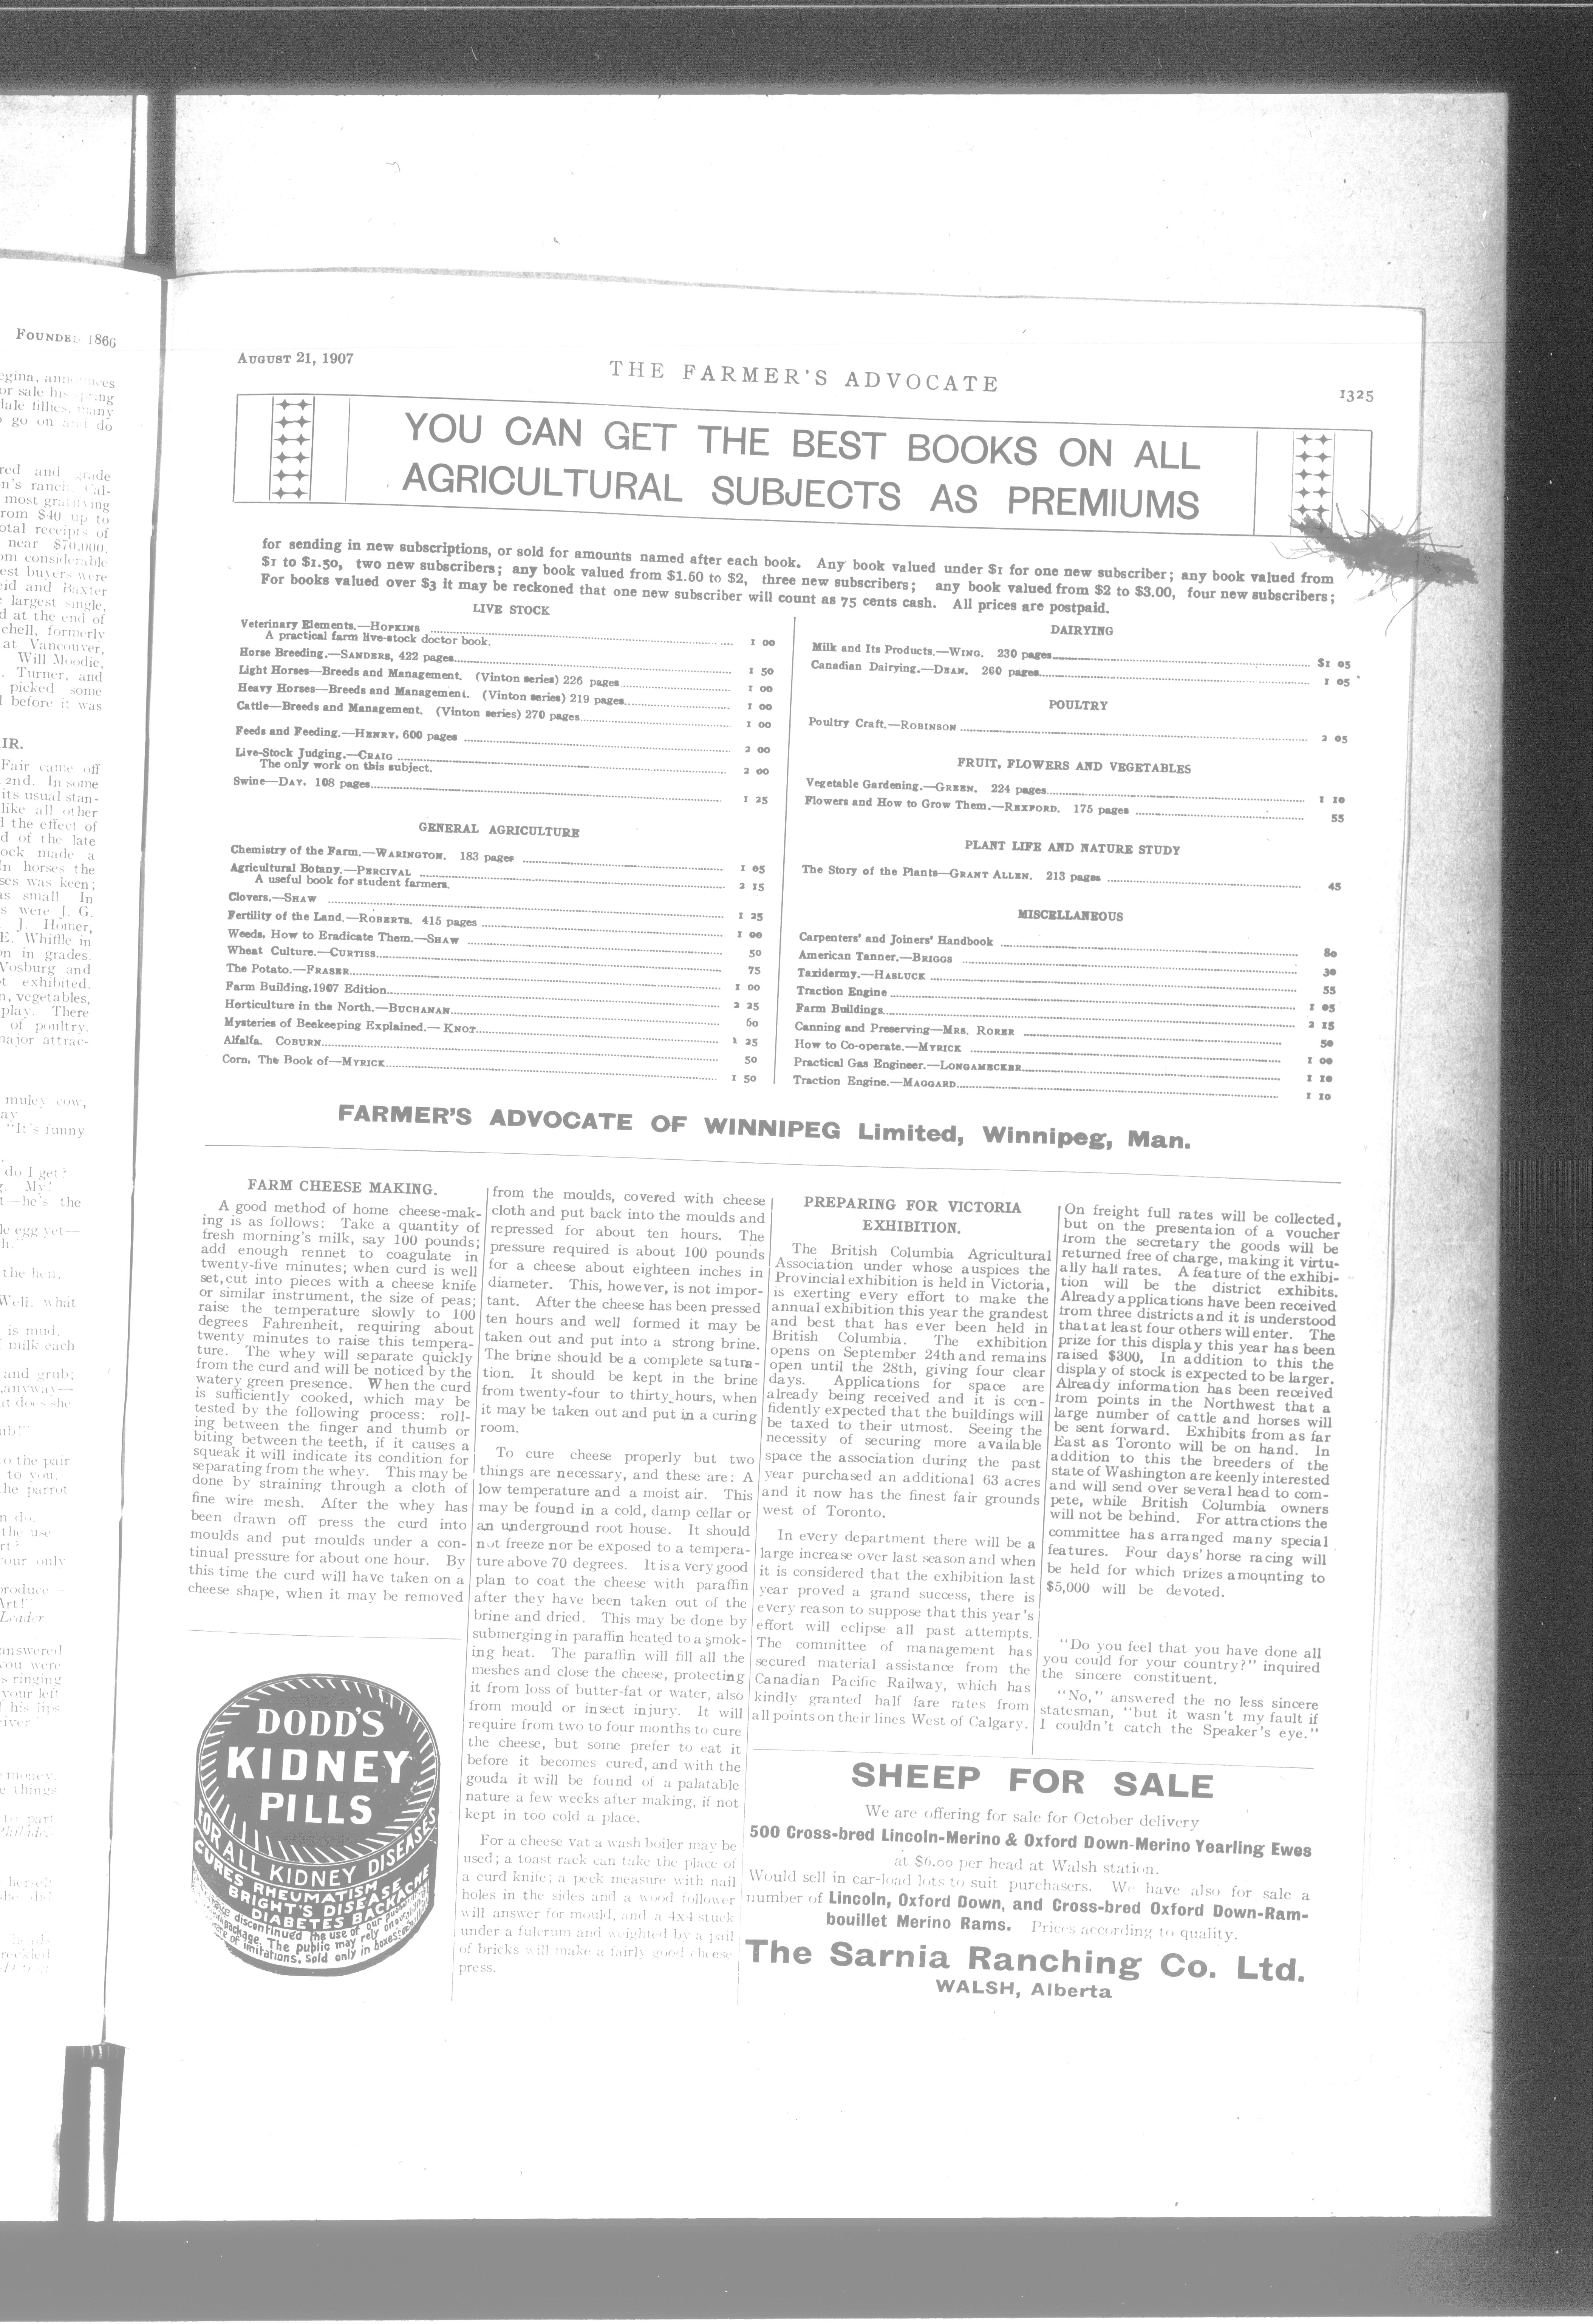 FOUNDED 1866
AUGUST 21, 1907
THE FARMER'S ADVOCATE
1325
YOU CAN GET THE BEST BOOKS ON ALL
AGRICULTURAL SUBJECTS AS PREMIUMS
for sending in new subscriptions, or sold for amounts named after each book. Any book valued under $1 for one new subscriber; any book valued from
$1 to $1.50, two new subscribers; any book valued from $1.50 to $2, three new subscribers; any book valued from $2 to $3.00, four new subscribers;
For books valued over $3 it may be reckoned that one new subscriber will count as 75 cents cash. All prices are postpaid.
LIVE STOCK
Veterinary Elements.—HOPKINS 1 00
A practical farm live-stock doctor book.
Horse Breeding.—SANDERS, 422 pages 1 50
Light Horses—Breeds and Management. (Vinton series) 226 pages 1 00
Heavy Horses—Breeds and Management. (Vinton series) 219 pages 1 00
Cattle—Breeds and Management. (Vinton series) 270 pages 1 00
Feeds and Feeding.—HENRY, 600 pages 2 00
Live-Stock Judging.—CRAIG 2 00
The only work on this subject.
Swine—DAY. 108 pages 1 25
GENERAL AGRICULTURE
Chemistry of the Farm.—WARINGTON. 183 pages 1 05
Agricultural Botany.—PERCIVAL 2 15
A useful book for student farmers.
Clovers.—SHAW 1 25
Fertility of the Land.—ROBERTS. 415 pages 1 00
Weeds, How to Eradicate Them.—SHAW 50
Wheat Culture.—CURTISS 75
The Potato.—FRASER 1 00
Farm Building, 1907 Edition 2 25
Horticulture in the North.—BUCHANAN 60
Mysteries of Beekeeping Explained.—KNOT 1 25
Alfalfa. COBURN 50
Corn, The Book of—MYRICK 1 50
DAIRYING
Milk and Its Products.—WING. 230 pages $1 05
Canadian Dairying.—DEAN. 260 pages 1 05
POULTRY
Poultry Craft.—ROBINSON 2 05
FRUIT, FLOWERS AND VEGETABLES
Vegetable Gardening.—GREEN. 224 pages 1 10
Flowers and How to Grow Them.—REXFORD. 175 pages 55
PLANT LIFE AND NATURE STUDY
The Story of the Plants—GRANT ALLEN. 213 pages 45
MISCELLANEOUS
Carpenters' and Joiners' Handbook 80
American Tanner.—BRIGGS 30
Taxidermy.—HASLUCK 55
Traction Engine 1 05
Farm Buildings 2 15
Canning and Preserving—MRS. RORER 50
How to Co-operate.—MYRICK 1 00
Practical Gas Engineer.—LONGAMECKER 1 10
Traction Engine.—MAGGARD 1 10
FARMER'S ADVOCATE OF WINNIPEG Limited, Winnipeg, Man.
FARM CHEESE MAKING.
A good method of home cheese-mak-
ing is as follows: Take a quantity of
fresh morning's milk, say 100 pounds;
add enough rennet to coagulate in
twenty-five minutes; when curd is well
set, cut into pieces with a cheese knife
or similar instrument, the size of peas;
raise the temperature slowly to 100
degrees Fahrenheit, requiring about
twenty minutes to raise this tempera-
ture. The whey will separate quickly
from the curd and will be noticed by the
watery green presence. When the curd
is sufficiently cooked, which may be
tested by the following process: roll-
ing between the finger and thumb or
biting between the teeth, if it causes a
squeak it will indicate its condition for
separating from the whey. This may be
done by straining through a cloth of
fine wire mesh. After the whey has
been drawn off press the curd into
moulds and put moulds under a con-
tinual pressure for about one hour. By
this time the curd will have taken on a
cheese shape, when it may be removed
from the moulds, covered with cheese
cloth and put back into the moulds and
repressed for about ten hours. The
pressure required is about 100 pounds
for a cheese about eighteen inches in
diameter. This, however, is not impor-
tant. After the cheese has been pressed
ten hours and well formed it may be
taken out and put into a strong brine.
The brine should be a complete satura-
tion. It should be kept in the brine
from twenty-four to thirty hours, when
it may be taken out and put in a curing
room.
To cure cheese properly but two
things are necessary, and these are: A
low temperature and a moist air. This
may be found in a cold, damp cellar or
an underground root house. It should
not freeze nor be exposed to a tempera-
ture above 70 degrees. It is a very good
plan to coat the cheese with paraffin
after they have been taken out of the
brine and dried. This may be done by
submerging in paraffin heated to a smok-
ing heat. The paraffin will fill all the
meshes and close the cheese, protecting
it from loss of butter-fat or water, also
from mould or insect injury. It will
require from two to four months to cure
the cheese, but some prefer to eat it
before it becomes cured, and with the
gouda it will be found of a palatable
nature a few weeks after making, if not
kept in too cold a place.
For a cheese vat a wash boiler may be
used; a toast rack can take the place of
a curd knife; a peck measure with nail
holes in the sides and a wood follower
will answer for mould, and a 4x4 stuck
under a fulcrum and weighted by a pail
of bricks will make a fairly good cheese
press.
PREPARING FOR VICTORIA
EXHIBITION.
The British Columbia Agricultural
Association under whose auspices the
Provincial exhibition is held in Victoria,
is exerting every effort to make the
annual exhibition this year the grandest
and best that has ever been held in
British Columbia. The exhibition
opens on September 24th and remains
open until the 28th, giving four clear
days. Applications for space are
already being received and it is con-
fidently expected that the buildings will
be taxed to their utmost. Seeing the
necessity of securing more available
space the association during the past
year purchased an additional 63 acres
and it now has the finest fair grounds
west of Toronto.
In every department there will be a
large increase over last season and when
it is considered that the exhibition last
year proved a grand success, there is
every reason to suppose that this year's
effort will eclipse all past attempts.
The committee of management has
secured material assistance from the
Canadian Pacific Railway, which has
kindly granted half fare rates from
all points on their lines West of Calgary.
On freight full rates will be collected,
but on the presentaion of a voucher
from the secretary the goods will be
returned free of charge, making it virtu-
ally half rates. A feature of the exhibi-
tion will be the district exhibits.
Already applications have been received
from three districts and it is understood
that at least four others will enter. The
prize for this display this year has been
raised $300, In addition to this the
display of stock is expected to be larger.
Already information has been received
from points in the Northwest that a
large number of cattle and horses will
be sent forward. Exhibits from as far
East as Toronto will be on hand. In
addition to this the breeders of the
state of Washington are keenly interested
and will send over several head to com-
pete, while British Columbia owners
will not be behind. For attractions the
committee has arranged many special
features. Four days' horse racing will
be held for which prizes amounting to
$5,000 will be devoted.
"Do you feel that you have done all
you could for your country?" inquired
the sincere constituent.
"No," answered the no less sincere
statesman, "but it wasn't my fault if
I couldn't catch the Speaker's eye."
DODD'S
KIDNEY
PILLS
FOR ALL KIDNEY DISEASES
CURES RHEUMATISM
BRIGHT'S DISEASE
DIABETES BACKACHE
have discontinued the use of our
package. The public may rely on
of imitations. Sold only in boxes
SHEEP FOR SALE
We are offering for sale for October delivery
500 Cross-bred Lincoln-Merino & Oxford Down-Merino Yearling Ewes
at $6.00 per head at Walsh station.
Would sell in car-load lots to suit purchasers. We have also for sale a
number of Lincoln, Oxford Down, and Cross-bred Oxford Down-Ram-
bouillet Merino Rams. Prices according to quality.
The Sarnia Ranching Co. Ltd.
WALSH, Alberta